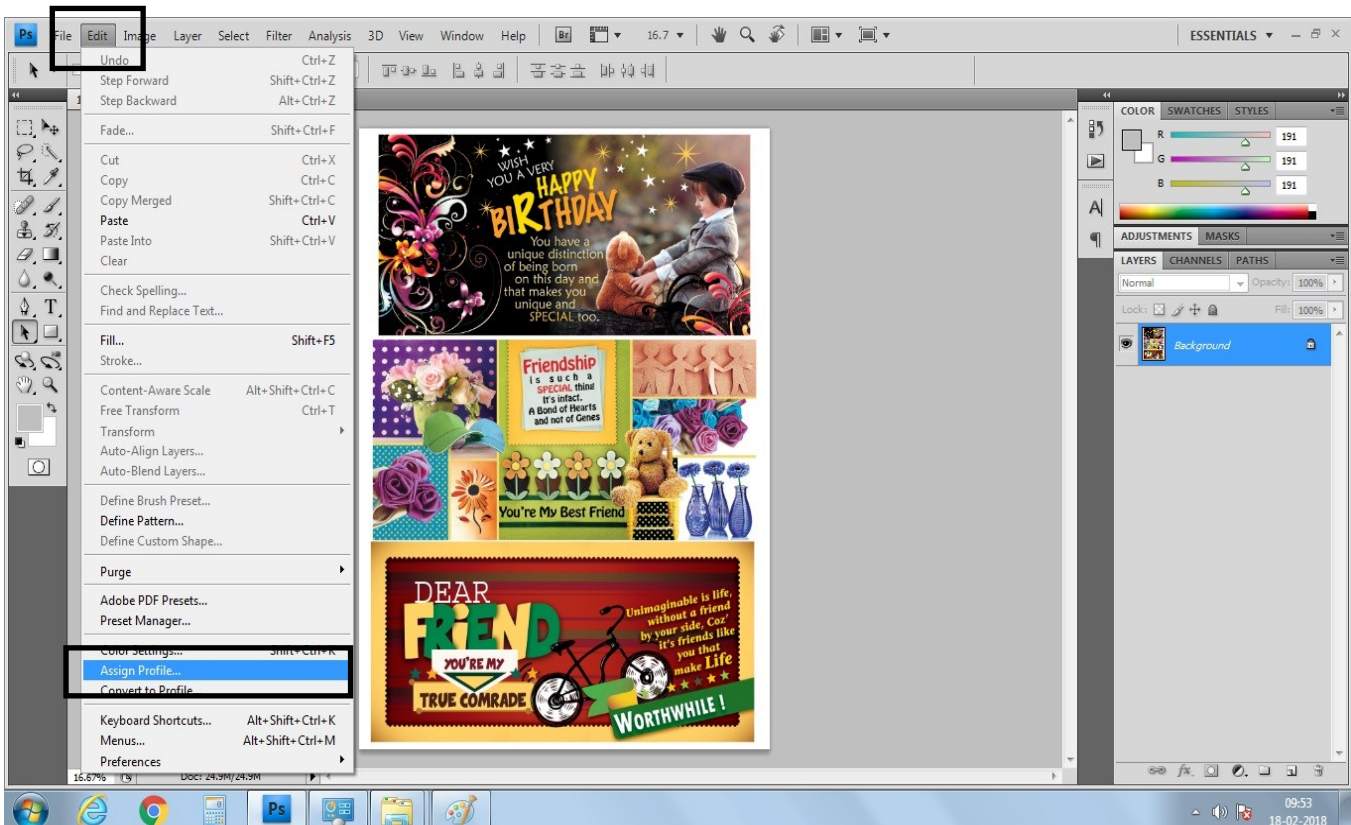 Ps File Edit Image Layer Select Filter Analysis 3D View Window Help Br 16.7 ESSENTIALS
Undo Ctrl+Z
Step Forward Shift+Ctrl+Z
Step Backward Alt+Ctrl+Z
Fade... Shift+Ctrl+F
Cut Ctrl+X
Copy Ctrl+C
Copy Merged Shift+Ctrl+C
Paste Ctrl+V
Paste Into Shift+Ctrl+V
Clear
Check Spelling...
Find and Replace Text...
Fill... Shift+F5
Stroke...
Content-Aware Scale Alt+Shift+Ctrl+C
Free Transform Ctrl+T
Transform
Auto-Align Layers...
Auto-Blend Layers...
Define Brush Preset...
Define Pattern...
Define Custom Shape...
Purge
Adobe PDF Presets...
Preset Manager...
Color Settings... Shift+Ctrl+K
Assign Profile...
Convert to Profile...
Keyboard Shortcuts... Alt+Shift+Ctrl+K
Menus... Alt+Shift+Ctrl+M
Preferences
16.67% Doc: 24.9M/24.9M
WISH
YOU A VERY
HAPPY
BIRTHDAY
You have a
unique distinction
of being born
on this day and
that makes you
unique and
SPECIAL too.
Friendship
is such a
SPECIAL thing
It's infact,
A Bond of Hearts
and not of Genes
You're My Best Friend
DEAR
FRIEND
YOU'RE MY
TRUE COMRADE
Unimaginable is life,
without a friend
by your side, Coz'
it's friends like
you that
make Life
WORTHWHILE !
COLOR SWATCHES STYLES
R 191
G 191
B 191
ADJUSTMENTS MASKS
LAYERS CHANNELS PATHS
Normal Opacity: 100%
Lock: Fill: 100%
Background
fx
Ps
09:53
18-02-2018